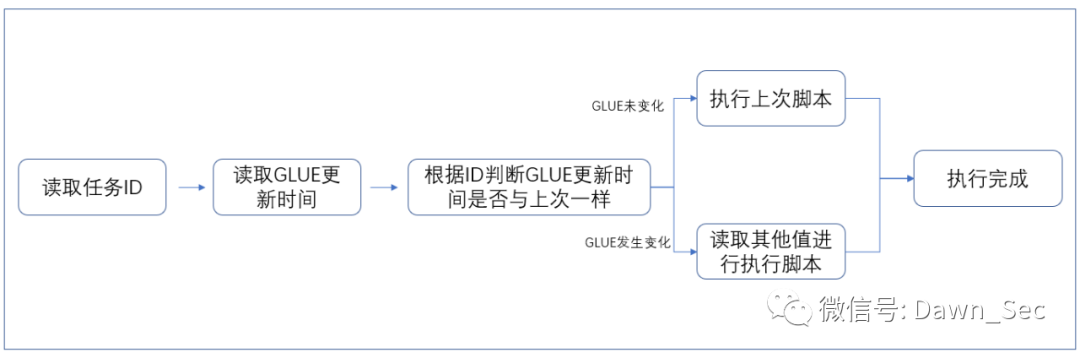 读取任务ID
读取GLUE更
新时间
根据ID判断GLUE更新时
间是否与上次一样
GLUE未变化
执行上次脚本
GLUE发生变化
读取其他值进
行执行脚本
执行完成
微信号: Dawn_Sec